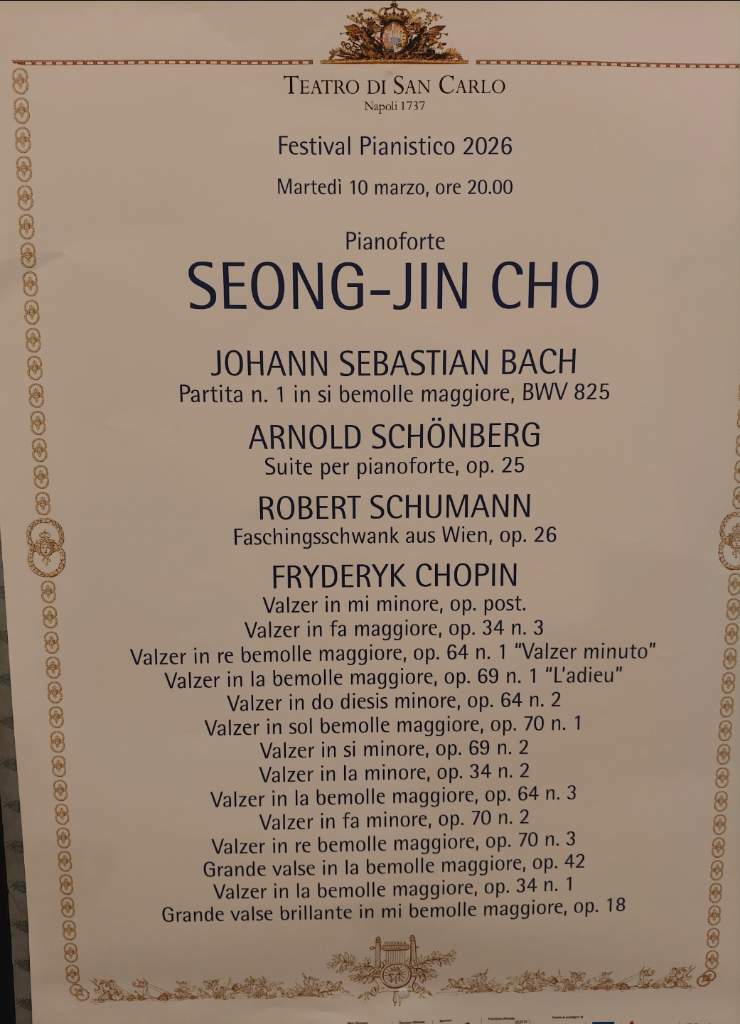 TEATRO DI SAN CARLO
Napoli 1737
Festival Pianistico 2026
Martedì 10 marzo, ore 20.00
Pianoforte
SEONG-JIN CHO
JOHANN SEBASTIAN BACH
Partita n. 1 in si bemolle maggiore, BWV 825
ARNOLD SCHÖNBERG
Suite per pianoforte, op. 25
ROBERT SCHUMANN
Faschingsschwank aus Wien, op. 26
FRYDERYK CHOPIN
Valzer in mi minore, op. post.
Valzer in fa maggiore, op. 34 n. 3
Valzer in re bemolle maggiore, op. 64 n. 1 “Valzer minuto”
Valzer in la bemolle maggiore, op. 69 n. 1 “L’adieu”
Valzer in do diesis minore, op. 64 n. 2
Valzer in sol bemolle maggiore, op. 70 n. 1
Valzer in si minore, op. 69 n. 2
Valzer in la minore, op. 34 n. 2
Valzer in la bemolle maggiore, op. 64 n. 3
Valzer in fa minore, op. 70 n. 2
Valzer in re bemolle maggiore, op. 70 n. 3
Grande valse in la bemolle maggiore, op. 42
Valzer in la bemolle maggiore, op. 34 n. 1
Grande valse brillante in mi bemolle maggiore, op. 18